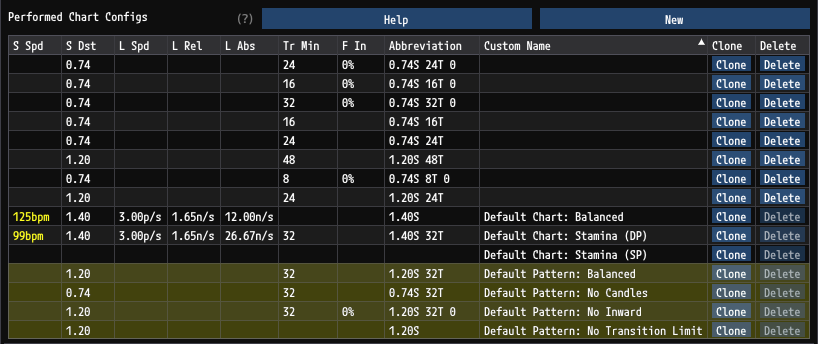 Performed Chart Configs (?) Help New
S Spd S Dst L Spd L Rel L Abs Tr Min F In Abbreviation Custom Name Clone Delete
0.74 24 0% 0.74S 24T 0 Clone Delete
0.74 16 0% 0.74S 16T 0 Clone Delete
0.74 32 0% 0.74S 32T 0 Clone Delete
0.74 16 0.74S 16T Clone Delete
0.74 24 0.74S 24T Clone Delete
1.20 48 1.20S 48T Clone Delete
0.74 8 0% 0.74S 8T 0 Clone Delete
1.20 24 1.20S 24T Clone Delete
125bpm 1.40 3.00p/s 1.65n/s 12.00n/s 1.40S Default Chart: Balanced Clone Delete
99bpm 1.40 3.00p/s 1.65n/s 26.67n/s 32 1.40S 32T Default Chart: Stamina (DP) Clone Delete
Default Chart: Stamina (SP) Clone Delete
1.20 32 1.20S 32T Default Pattern: Balanced Clone Delete
0.74 32 0.74S 32T Default Pattern: No Candles Clone Delete
1.20 32 0% 1.20S 32T 0 Default Pattern: No Inward Clone Delete
1.20 1.20S Default Pattern: No Transition Limit Clone Delete